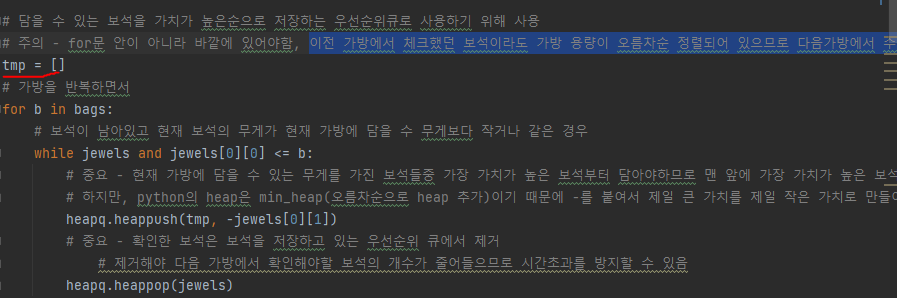 # 담을 수 있는 보석을 가치가 높은순으로 저장하는 우선순위큐로 사용하기 위해 사용
# 주의 - for문 안이 아니라 바깥에 있어야함, 이전 가방에서 체크했던 보석이라도 가방 용량이 오름차순 정렬되어 있으므로 다음가방에서
tmp = []
# 가방을 반복하면서
for b in bags:
# 보석이 남아있고 현재 보석의 무게가 현재 가방에 담을 수 무게보다 작거나 같은 경우
while jewels and jewels[0][0] <= b:
# 중요 - 현재 가방에 담을 수 있는 무게를 가진 보석들중 가장 가치가 높은 보석부터 담아야하므로 맨 앞에 가장 가치가 높은 보석
# 하지만, python의 heap은 min_heap(오름차순으로 heap 추가)이기 때문에 -를 붙여서 제일 큰 가치를 제일 작은 가치로 만들어
heapq.heappush(tmp, -jewels[0][1])
# 중요 - 확인한 보석은 보석을 저장하고 있는 우선순위 큐에서 제거
# 제거해야 다음 가방에서 확인해야할 보석의 개수가 줄어들으므로 시간초과를 방지할 수 있음
heapq.heappop(jewels)